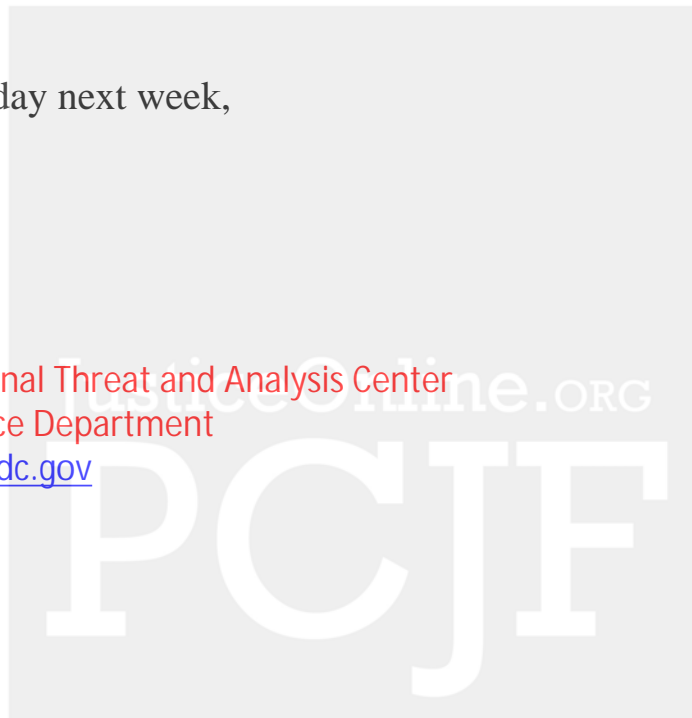 day next week,
nal Threat and Analysis Center
JusticeOnline.ORG
ce Department
dc.gov
PCJF